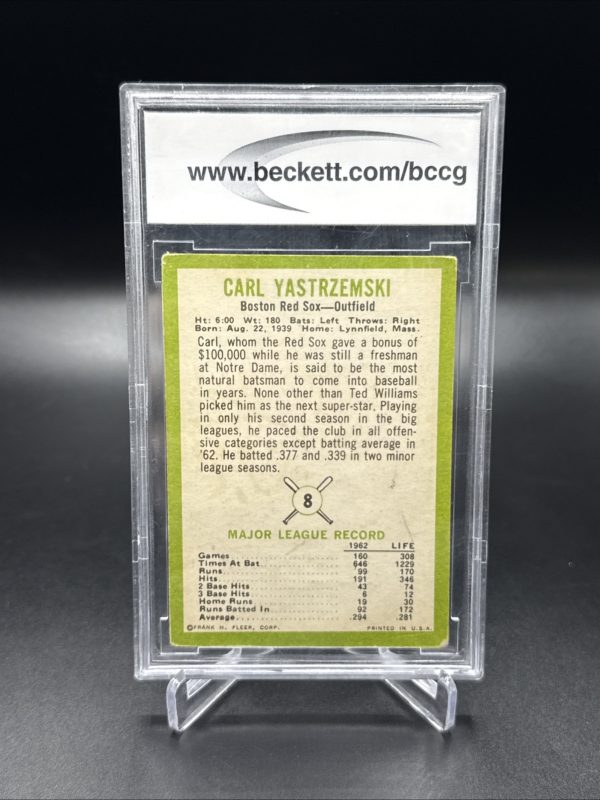 www.beckett.com/bccg
CARL YASTRZEMSKI
Boston Red Sox—Outfield
Ht: 6:00 Wt: 180 Bats: Left Throws: Right
Born: Aug. 22, 1939 Home: Lynnfield, Mass.
Carl, whom the Red Sox gave a bonus of
$100,000 while he was still a freshman
at Notre Dame, is said to be the most
natural batsman to come into baseball
in years. None other than Ted Williams
picked him as the next super-star. Playing
in only his second season in the big
leagues, he paced the club in all offen-
sive categories except batting average in
'62. He batted .377 and .339 in two minor
league seasons.
8
MAJOR LEAGUE RECORD
1962 LIFE
Games 160 308
Times At Bat 646 1229
Runs 99 170
Hits 191 346
2 Base Hits 43 74
3 Base Hits 6 12
Home Runs 19 30
Runs Batted In 92 172
Average .294 .281
©FRANK H. FLEER, CORP. PRINTED IN U.S.A.